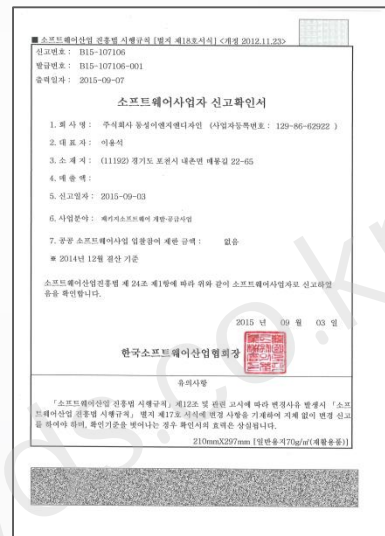 ■ 소프트웨어산업 진흥법 시행규칙 [별지 제18호서식] <개정 2012.11.23>
신고번호 : B15-107106
발급번호 : B15-107106-001
출력일자 : 2015-09-07
소프트웨어사업자 신고확인서
1. 회 사 명 : 주식회사 동성이앤지앤디자인 (사업자등록번호 : 129-86-62922 )
2. 대 표 자 : 이용석
3. 소 재 지 : (11192) 경기도 포천시 내촌면 매봉길 22-65
4. 매 출 액 :
5. 신고일자 : 2015-09-03
6. 사업분야 : 패키지소프트웨어 개발·공급사업
7. 공공 소프트웨어사업 입찰참여 제한 금액 : 없음
※ 2014년 12월 결산 기준
소프트웨어산업진흥법 제 24조 제1항에 따라 위와 같이 소프트웨어사업자로 신고하였
음을 확인합니다.
2015 년 09 월 03 일
한국소프트웨어산업협회장
유의사항
「소프트웨어산업 진흥법 시행규칙」 제12조 및 관련 고시에 따라 변경사유 발생시 「소프
트웨어산업 진흥법 시행규칙」 별지 제17호 서식에 변경 사항을 기재하여 지체 없이 변경 신고
를 하여야 하며, 확인기준을 벗어나는 경우 확인서의 효력은 상실됩니다.
210mmX297mm [일반용지70g/㎡(재활용품)]
ds.co.k